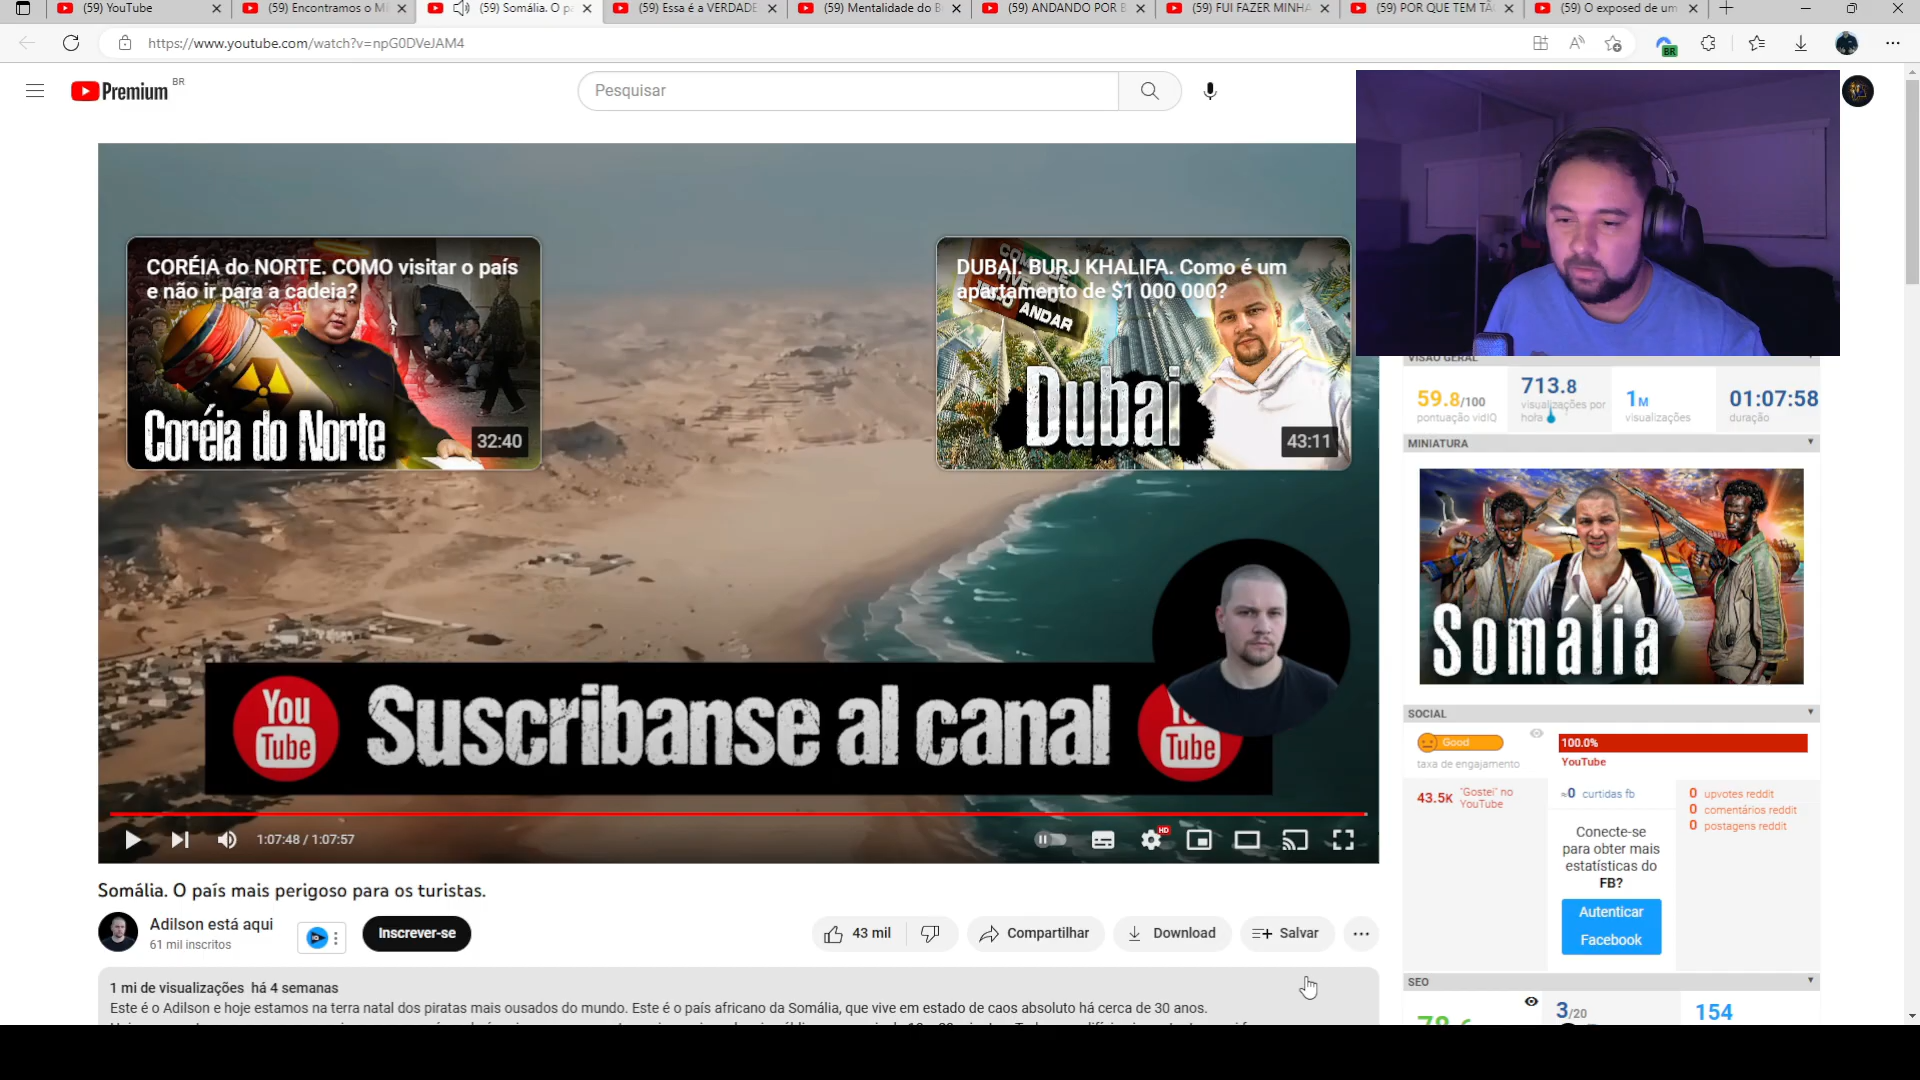 (59) YouTube
(59) Encontramos o Mi
(59) Somália. O pa
(59) Essa é a VERDADE
(59) Mentalidade do B
(59) ANDANDO POR
(59) FUI FAZER MINHA
(59) POR QUE TEM
(59) O exposed de um
https://www.youtube.com/watch?v=npG0DVeJAM4
BR
Premium
BR
Pesquisar
CORÉIA do NORTE. COMO visitar o país
e não ir para a cadeia?
Coréia do Norte
32:40
DUBAI. BURJ KHALIFA. Como é um
apartamento de $1 000 000?
ANDAR
Dubai
43:11
You
Tube
Suscribanse al canal
Tube
1:07:48 / 1:07:57
HD
Somália. O país mais perigoso para os turistas.
Adilson está aqui
61 mil inscritos
Inscrever-se
43 mil
Compartilhar
Download
Salvar
1 mi de visualizações há 4 semanas
Este é o Adilson e hoje estamos na terra natal dos piratas mais ousados do mundo. Este é o país africano da Somália, que vive em estado de caos absoluto há cerca de 30 anos.
VISÃO GERAL
59.8/100
pontuação vidIQ
713.8
visualizações por
hora
1M
visualizações
01:07:58
duração
MINIATURA
Somália
SOCIAL
Good
taxa de engajamento
100.0%
YouTube
43.5K "Gostei" no
YouTube
≈0 curtidas fb
0 upvotes reddit
0 comentários reddit
0 postagens reddit
Conecte-se
para obter mais
estatísticas do
FB?
Autenticar
Facebook
SEO
3/20
154